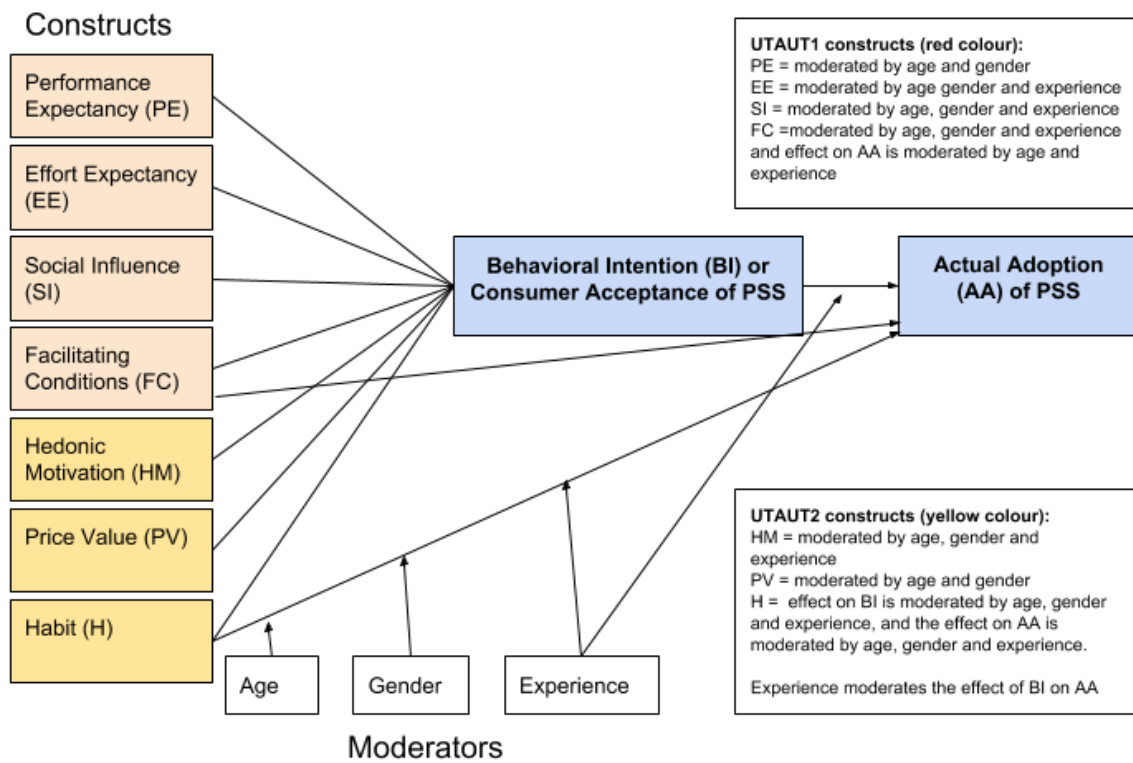 Constructs
Performance
Expectancy (PE)
Effort Expectancy
(EE)
Social Influence
(SI)
Facilitating
Conditions (FC)
Hedonic
Motivation (HM)
Price Value (PV)
Habit (H)
Behavioral Intention (BI) or
Consumer Acceptance of PSS
Actual Adoption
(AA) of PSS
UTAUT1 constructs (red colour):
PE = moderated by age and gender
EE = moderated by age gender and experience
SI = moderated by age, gender and experience
FC =moderated by age, gender and experience
and effect on AA is moderated by age and
experience
UTAUT2 constructs (yellow colour):
HM = moderated by age, gender and
experience
PV = moderated by age and gender
H =  effect on BI is moderated by age, gender
and experience, and the effect on AA is
moderated by age, gender and experience.
Experience moderates the effect of BI on AA
Age
Gender
Experience
Moderators